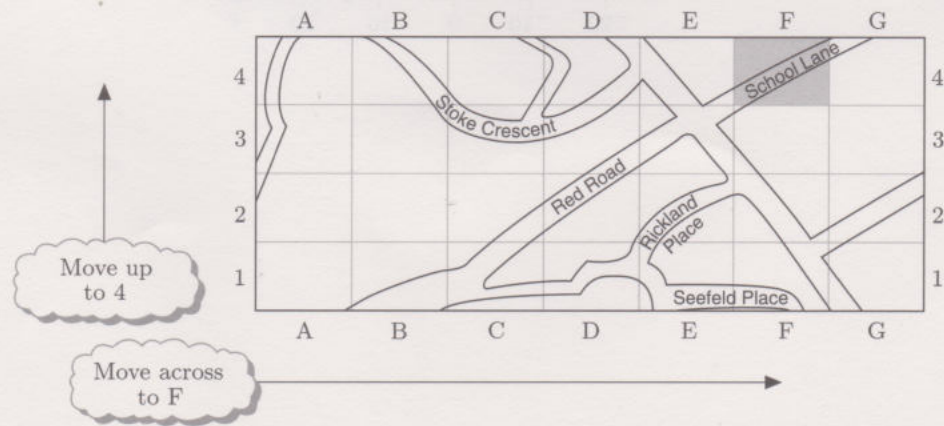 A B C D E F G
4 School Lane 4
Stoke Crescent
3 3
Red Road
2 Rickland 2
Place
Move up
to 4
1 1
Seefeld Place
A B C D E F G
Move across
to F